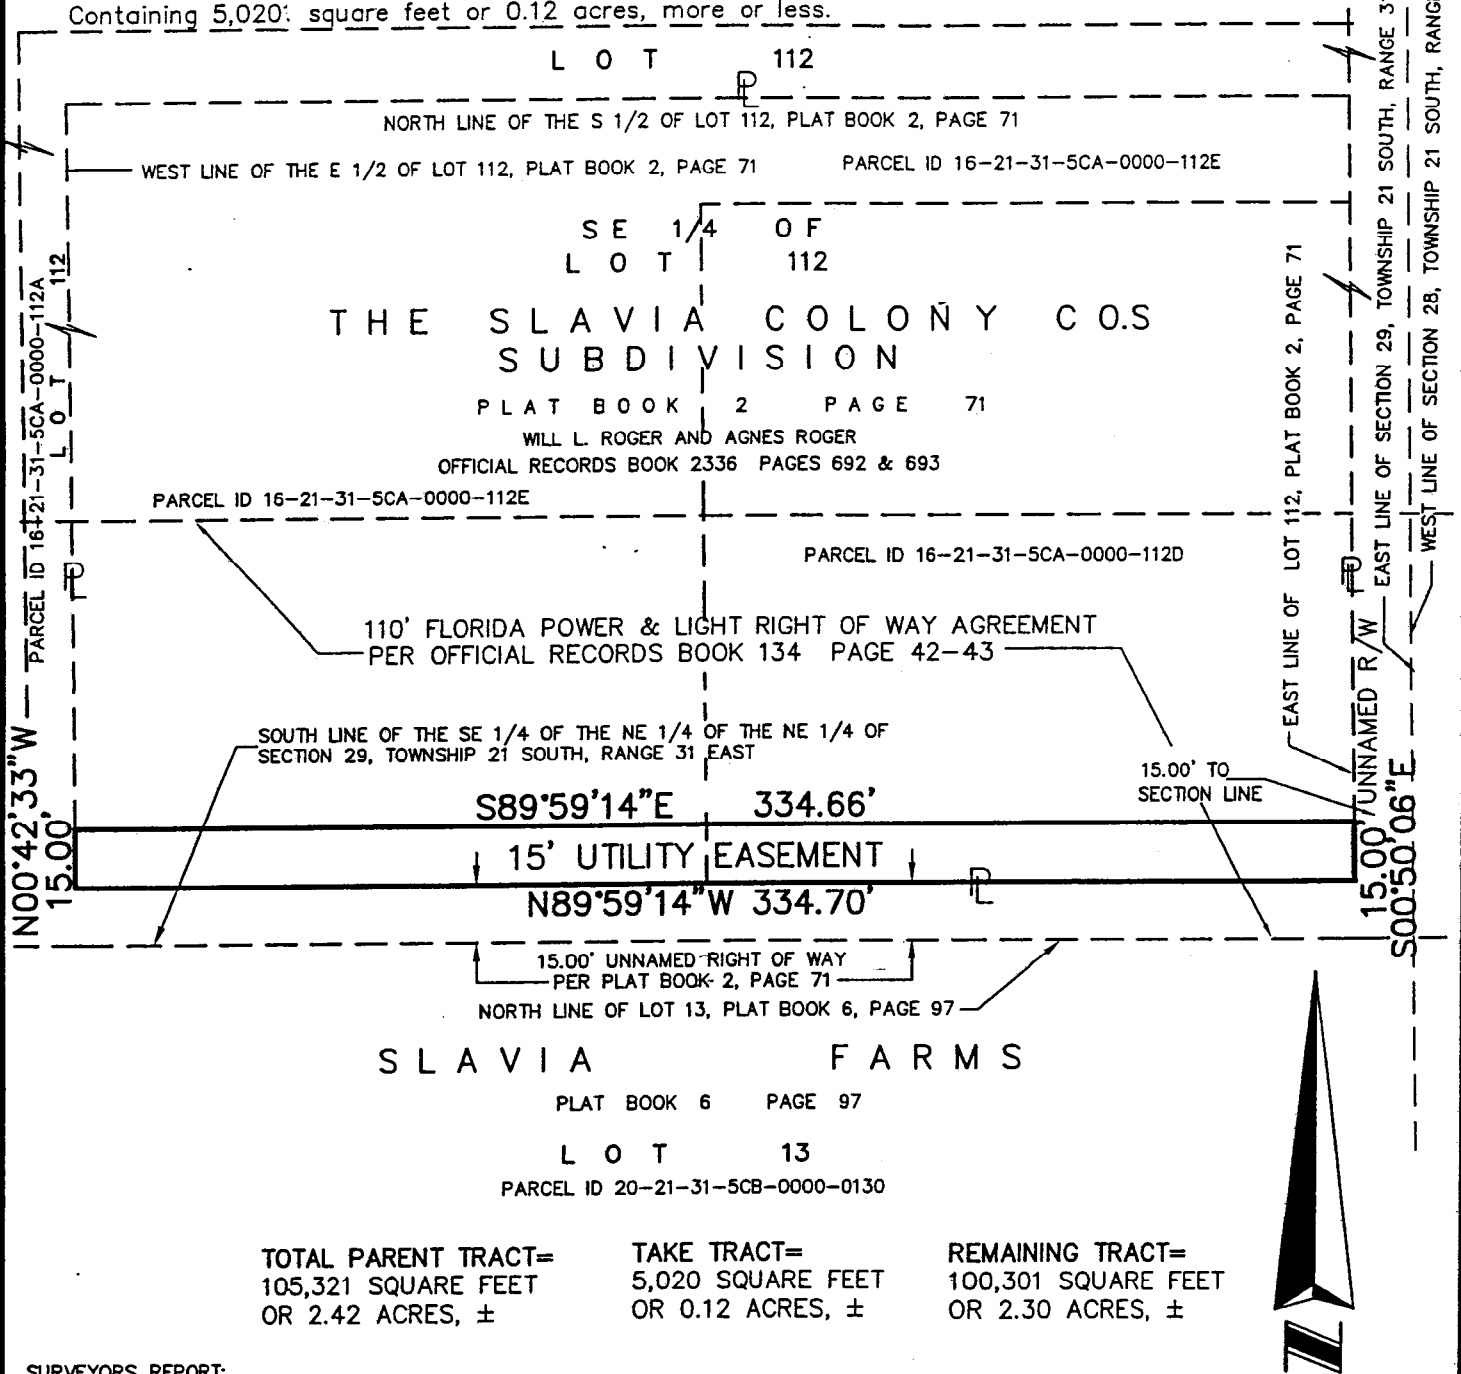 Containing 5,020± square feet or 0.12 acres, more or less.
LOT 112
PL
NORTH LINE OF THE S 1/2 OF LOT 112, PLAT BOOK 2, PAGE 71
WEST LINE OF THE E 1/2 OF LOT 112, PLAT BOOK 2, PAGE 71
PARCEL ID 16-21-31-5CA-0000-112E
SE 1/4 OF
LOT 112
THE SLAVIA COLONY CO.S
SUBDIVISION
PLAT BOOK 2 PAGE 71
WILL L. ROGER AND AGNES ROGER
OFFICIAL RECORDS BOOK 2336 PAGES 692 & 693
PARCEL ID 16-21-31-5CA-0000-112E
PARCEL ID 16-21-31-5CA-0000-112D
PARCEL ID 16-21-31-5CA-0000-112A
LOT 112
PL
PL
110' FLORIDA POWER & LIGHT RIGHT OF WAY AGREEMENT
PER OFFICIAL RECORDS BOOK 134 PAGE 42-43
EAST LINE OF LOT 112, PLAT BOOK 2, PAGE 71
UNNAMED R/W
EAST LINE OF SECTION 29, TOWNSHIP 21 SOUTH, RANGE
WEST LINE OF SECTION 28, TOWNSHIP 21 SOUTH,
SOUTH LINE OF THE SE 1/4 OF THE NE 1/4 OF THE NE 1/4 OF
SECTION 29, TOWNSHIP 21 SOUTH, RANGE 31 EAST
15.00' TO
SECTION LINE
N00°42'33"W
15.00'
S89°59'14"E 334.66'
15' UTILITY EASEMENT
PL
N89°59'14"W 334.70'
15.00'
S00°50'06"E
15.00' UNNAMED RIGHT OF WAY
PER PLAT BOOK 2, PAGE 71
NORTH LINE OF LOT 13, PLAT BOOK 6, PAGE 97
SLAVIA FARMS
PLAT BOOK 6 PAGE 97
LOT 13
PARCEL ID 20-21-31-5CB-0000-0130
TOTAL PARENT TRACT=
105,321 SQUARE FEET
OR 2.42 ACRES, ±
TAKE TRACT=
5,020 SQUARE FEET
OR 0.12 ACRES, ±
REMAINING TRACT=
100,301 SQUARE FEET
OR 2.30 ACRES, ±
N
SURVEYORS REPORT: